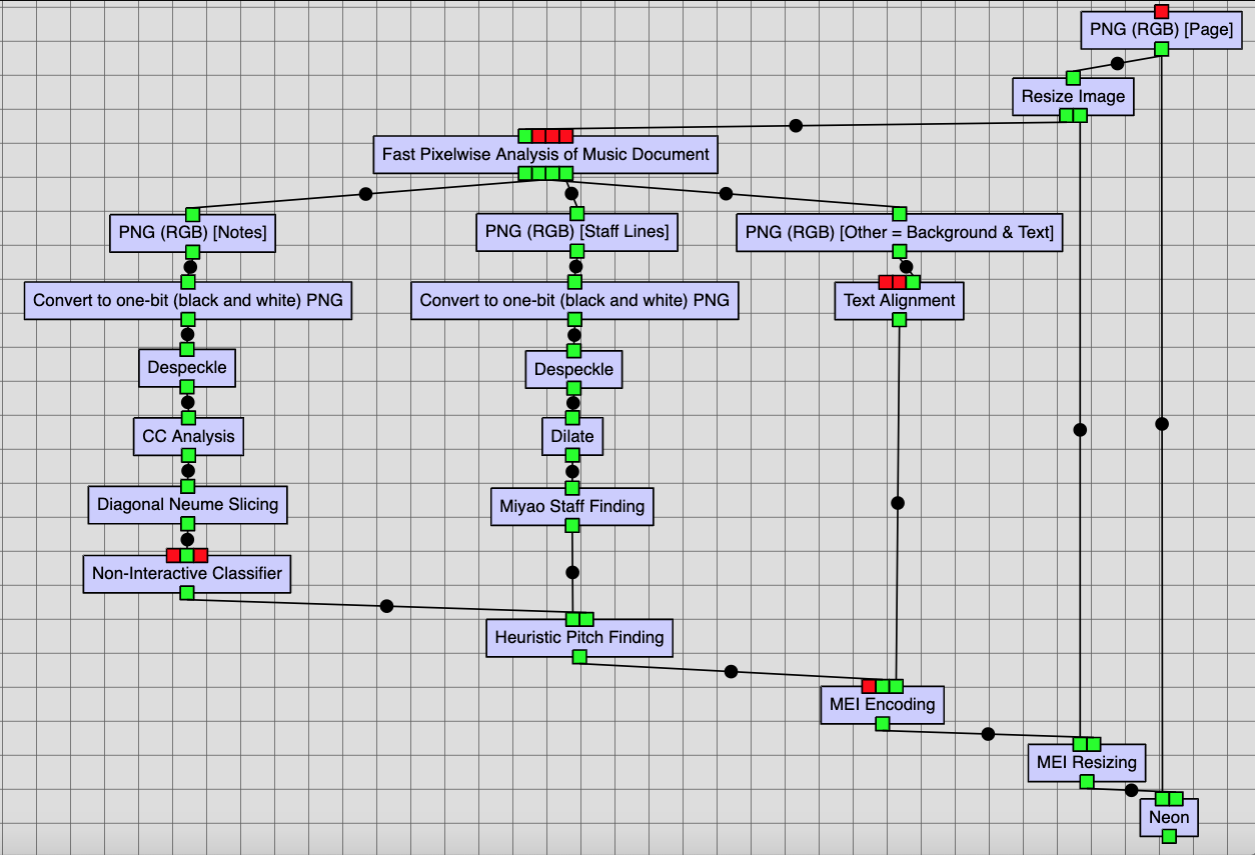 PNG (RGB) [Page]
Resize Image
Fast Pixelwise Analysis of Music Document
PNG (RGB) [Notes]
PNG (RGB) [Staff Lines]
PNG (RGB) [Other = Background & Text]
Convert to one-bit (black and white) PNG
Convert to one-bit (black and white) PNG
Text Alignment
Despeckle
Despeckle
CC Analysis
Dilate
Diagonal Neume Slicing
Miyao Staff Finding
Non-Interactive Classifier
Heuristic Pitch Finding
MEI Encoding
MEI Resizing
Neon